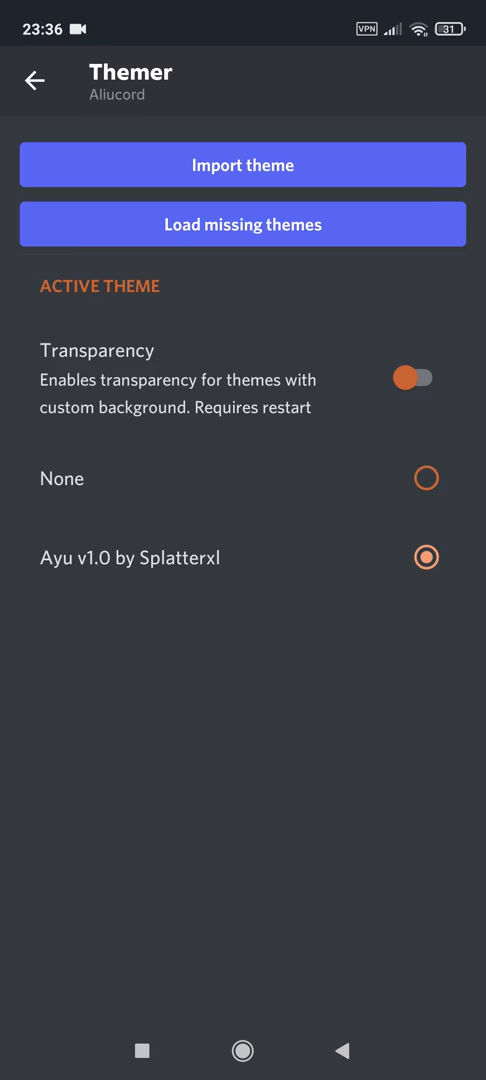 23:36
VPN
31
Themer
Aliucord
Import theme
Load missing themes
ACTIVE THEME
Transparency
Enables transparency for themes with
custom background. Requires restart
None
Ayu v1.0 by Splatterxl